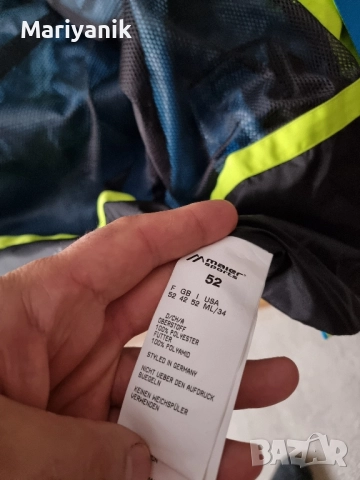 Mariyanik
maier
sports
52
F GB I USA
52 42 52 ML/34
D/CH/A
OBERSTOFF
100% POLYESTER
FUTTER
100% POLYAMID
STYLED IN GERMANY
NICHT UEBER DEN AUFDRUCK
BUEGELN
KEINEN WEICHSPÜLER
VERWENDEN
bazar